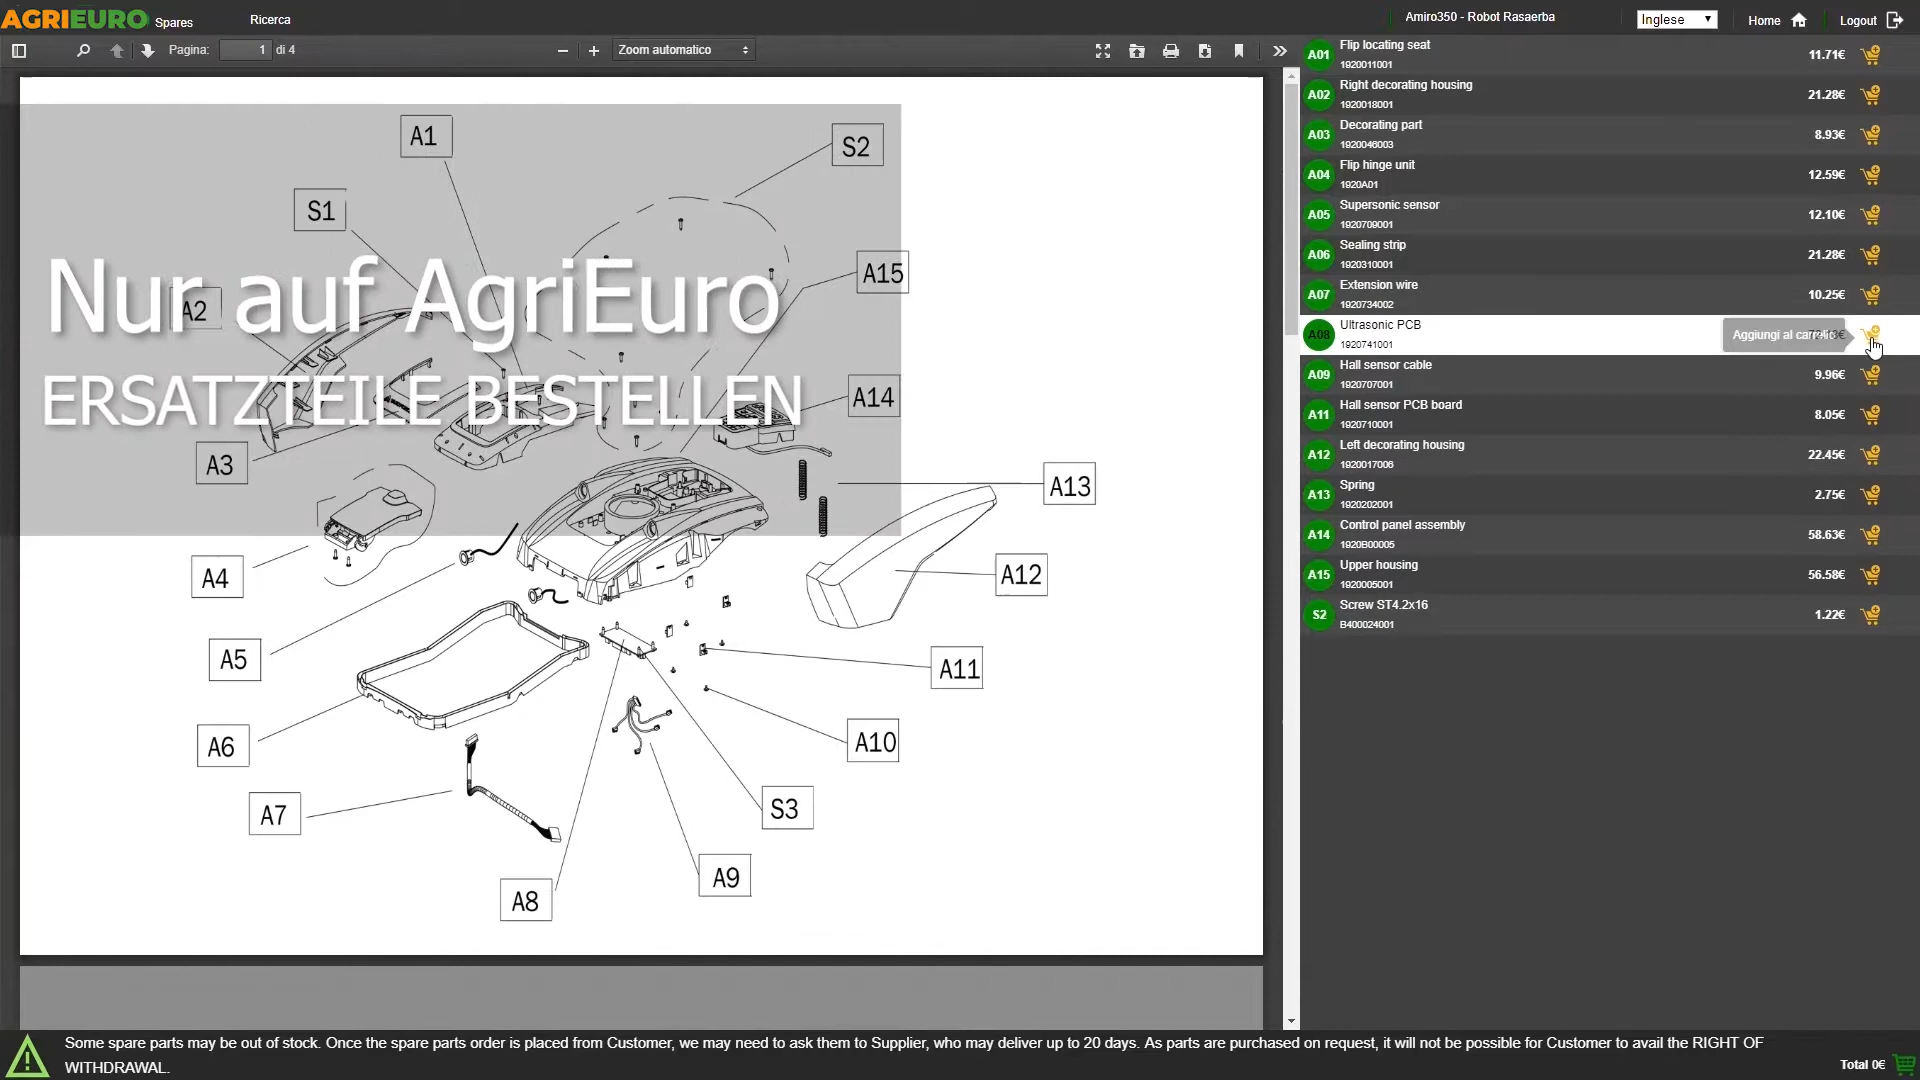 AGRIEURO Spares
Ricerca
Amiro350 - Robot Rasaerba
Inglese
Home
Logout
Pagina: 1 di 4
Zoom automatico
A1
S2
S1
A15
A2
Nur auf AgriEuro
ERSATZTEILE BESTELLEN
A14
A3
A13
A4
A12
A5
A11
A6
A10
A7
S3
A9
A8
A01 Flip locating seat 11.71€
1920011001
A02 Right decorating housing 21.28€
1920018001
A03 Decorating part 8.93€
1920046003
A04 Flip hinge unit 12.59€
1920A01
A05 Supersonic sensor 12.10€
1920709001
A06 Sealing strip 21.28€
1920310001
A07 Extension wire 10.25€
1920734002
A08 Ultrasonic PCB Aggiungi al carrello
1920741001
A09 Hall sensor cable 9.96€
1920707001
A11 Hall sensor PCB board 8.05€
1920710001
A12 Left decorating housing 22.45€
1920017006
A13 Spring 2.75€
1920202001
A14 Control panel assembly 58.63€
1920B00005
A15 Upper housing 56.58€
1920005001
S2 Screw ST4.2x16 1.22€
B400024001
Some spare parts may be out of stock. Once the spare parts order is placed from Customer, we may need to ask them to Supplier, who may deliver up to 20 days. As parts are purchased on request, it will not be possible for Customer to avail the RIGHT OF
WITHDRAWAL.
Total 0€